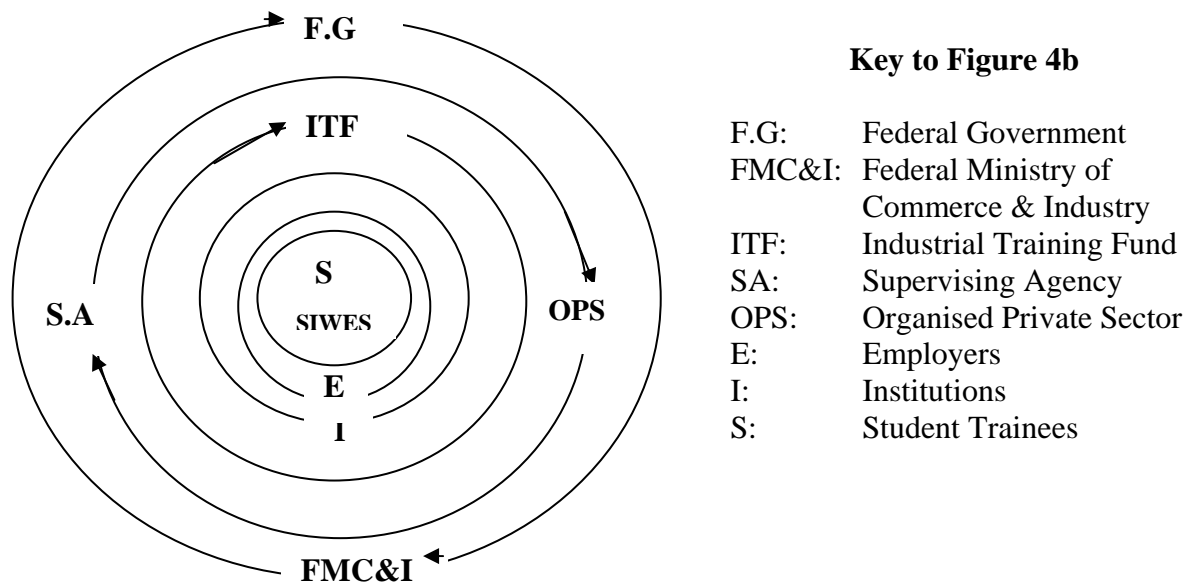 F.G
ITF
S
SIWES
S.A
OPS
E
I
FMC&I
Key to Figure 4b
F.G: Federal Government
FMC&I: Federal Ministry of
Commerce & Industry
ITF: Industrial Training Fund
SA: Supervising Agency
OPS: Organised Private Sector
E: Employers
I: Institutions
S: Student Trainees